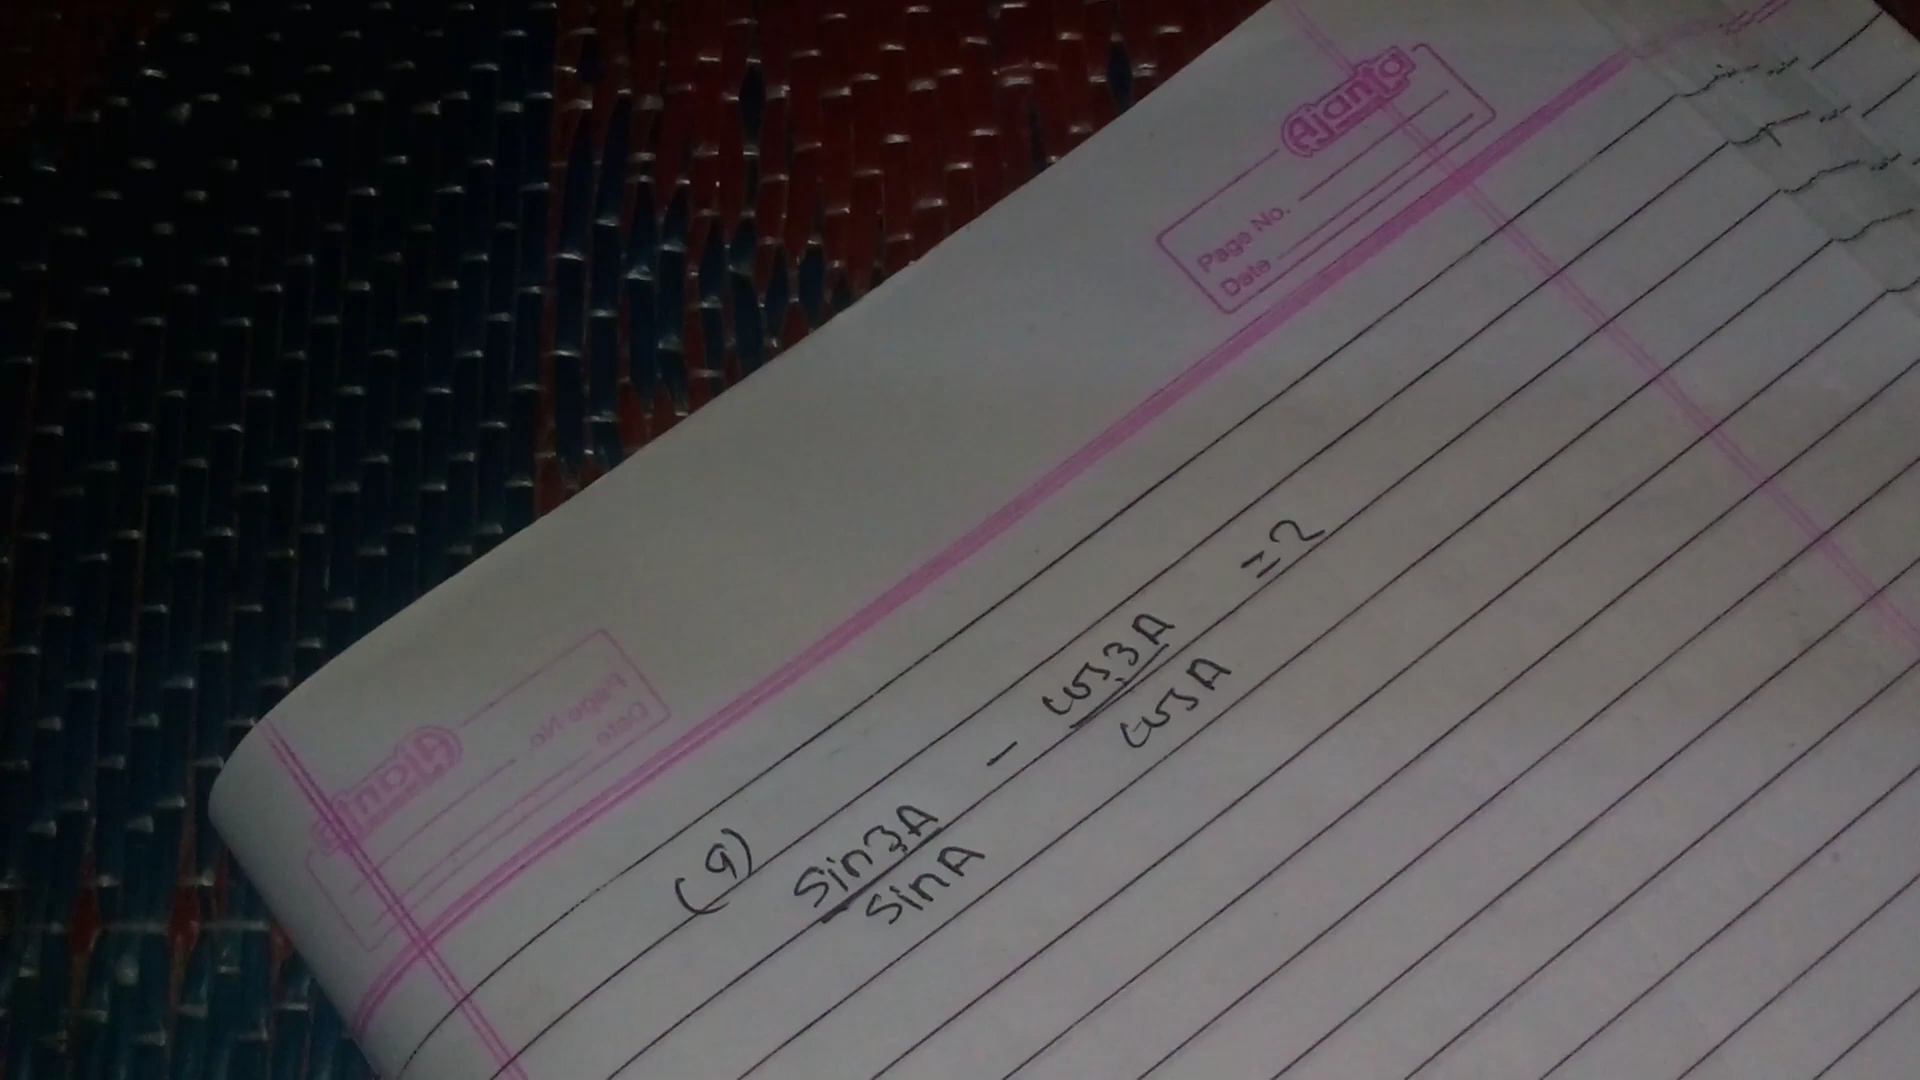 Ajanta
Page No.
Date
(9)
sin3A/sinA - cos3A/cosA = 2
Ajanta
Page No.
Date